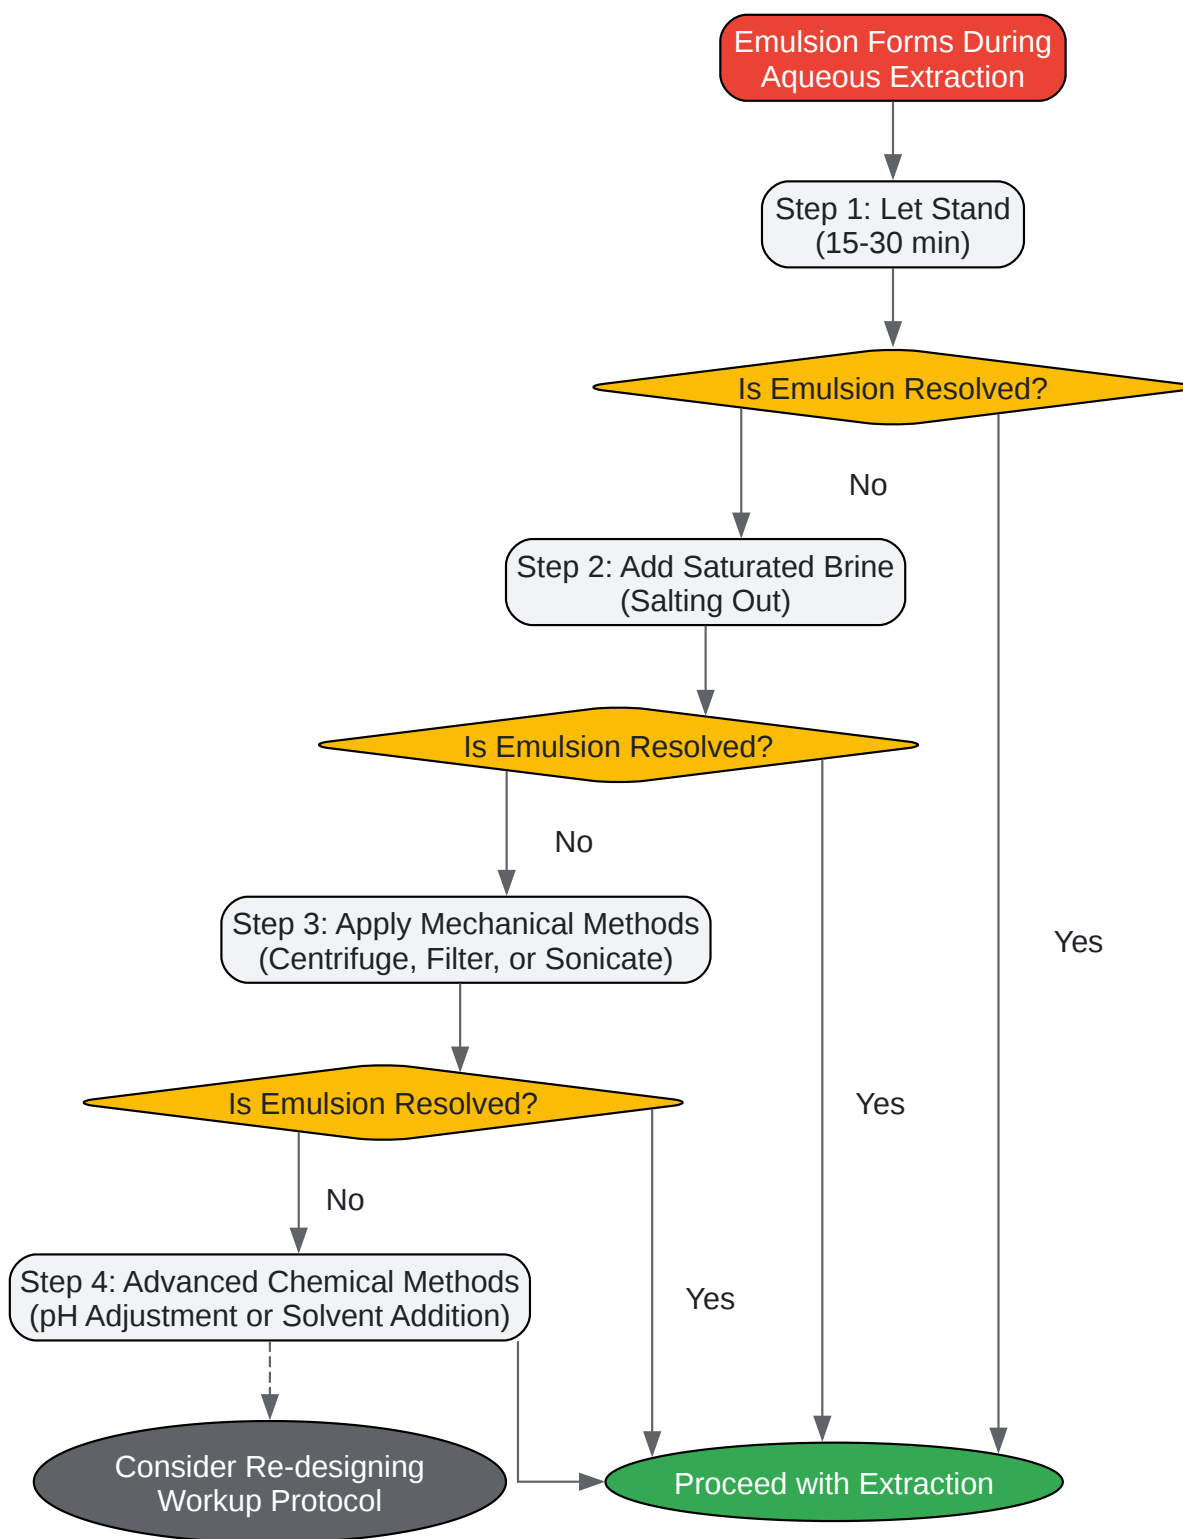 Emulsion Forms During
Aqueous Extraction
Step 1: Let Stand
(15-30 min)
Is Emulsion Resolved?
No
Step 2: Add Saturated Brine
(Salting Out)
Is Emulsion Resolved?
No
Step 3: Apply Mechanical Methods
(Centrifuge, Filter, or Sonicate)
Yes
Is Emulsion Resolved?
Yes
No
Step 4: Advanced Chemical Methods
(pH Adjustment or Solvent Addition)
Yes
Consider Re-designing
Workup Protocol
Proceed with Extraction